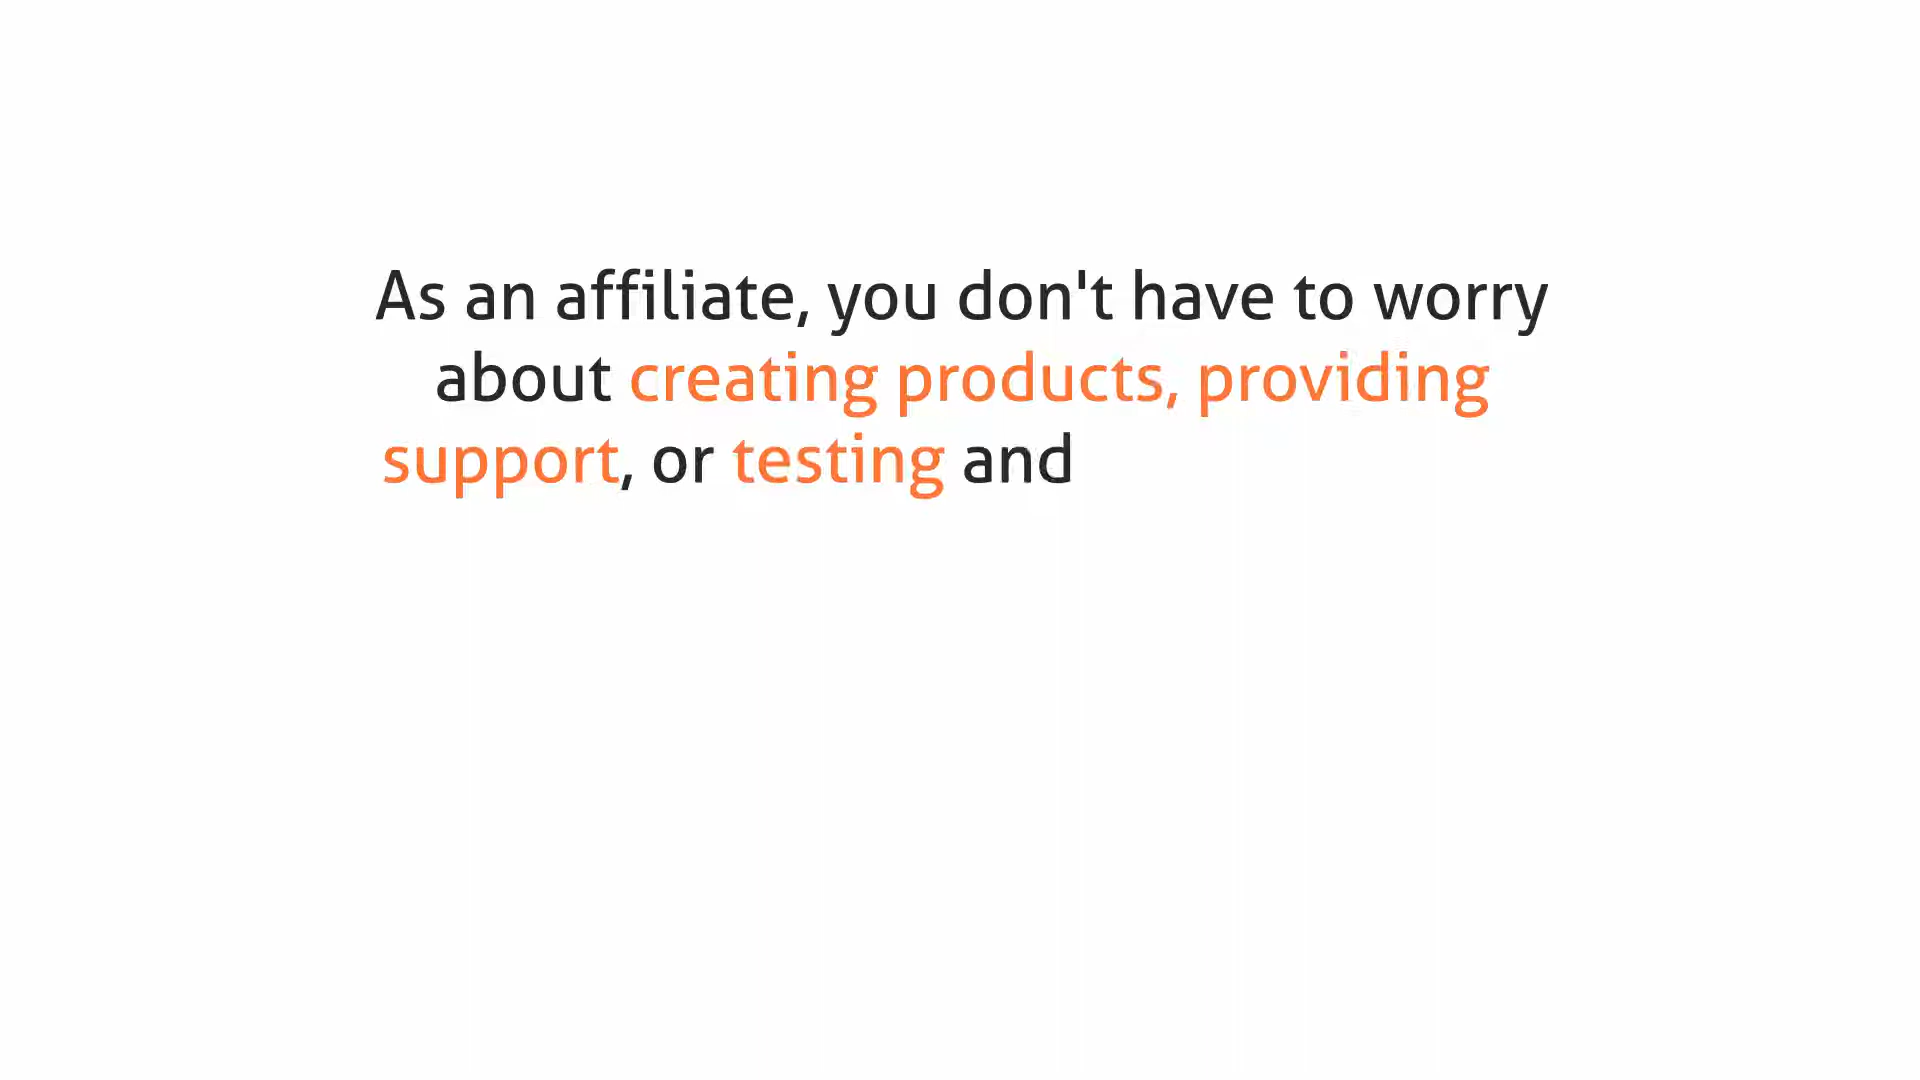 As an affiliate, you don't have to worry
about creating products, providing
support, or testing and